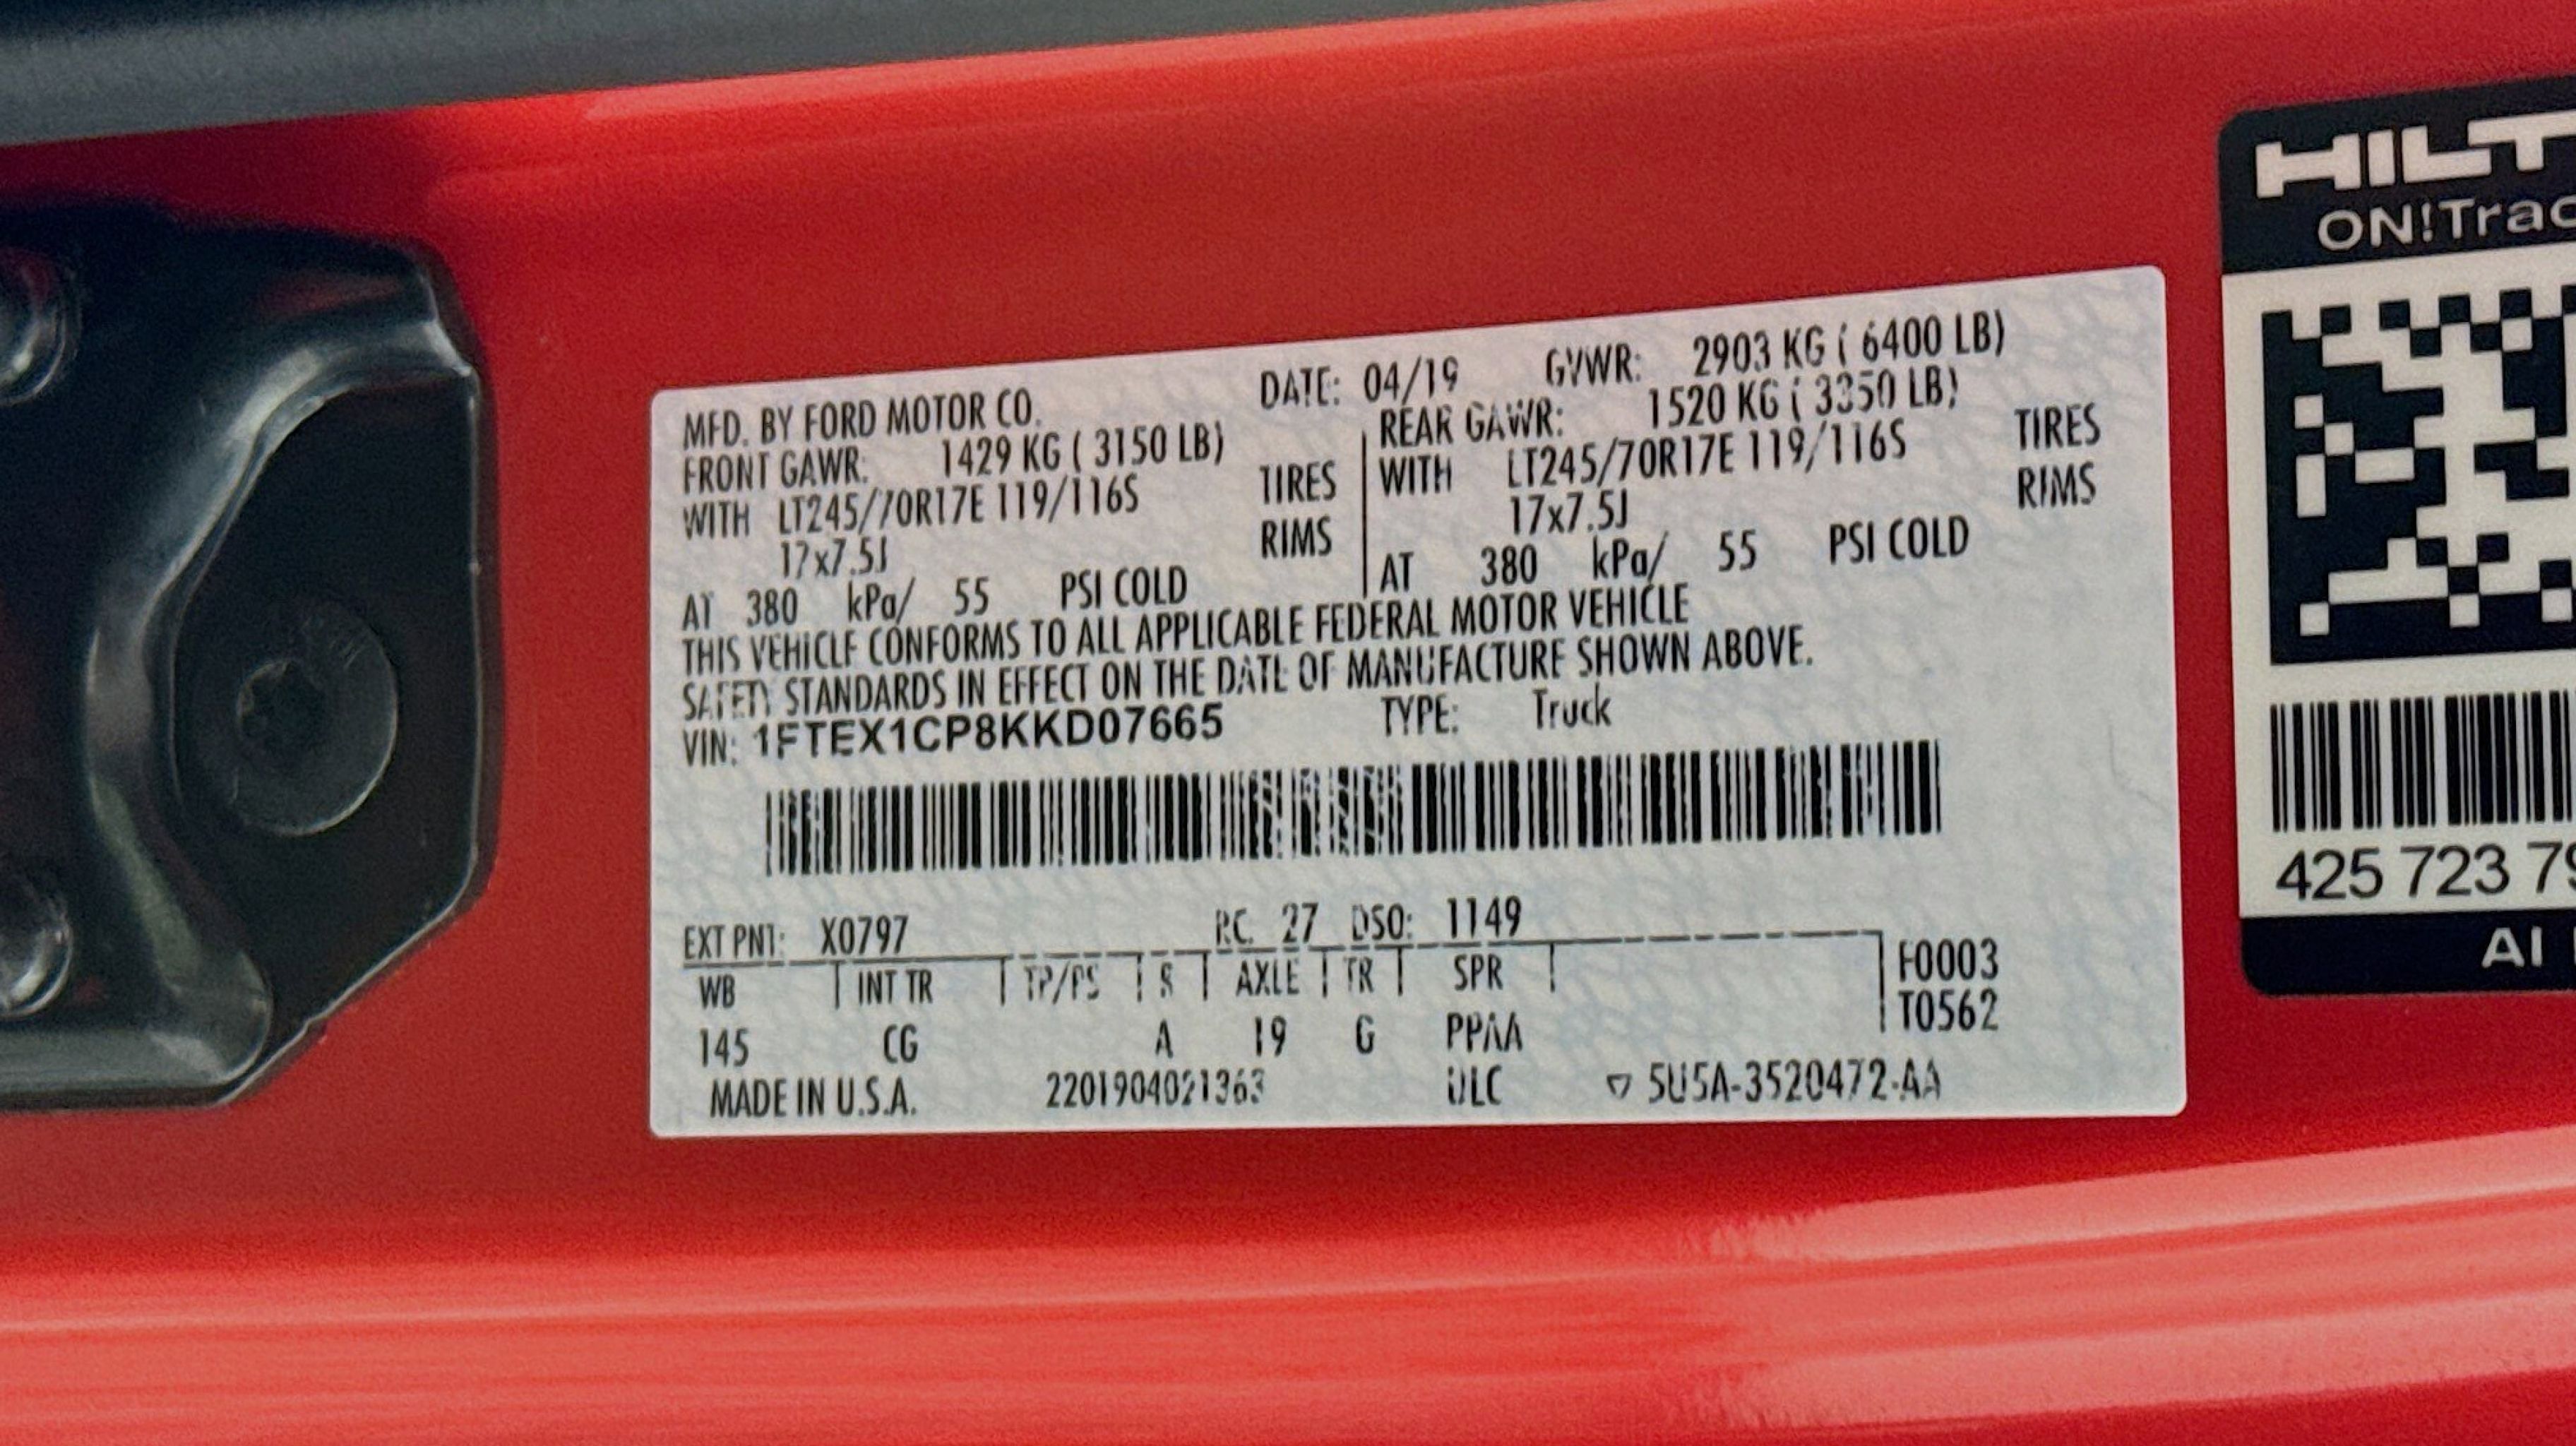 MFD. BY FORD MOTOR CO. DATE: 04/19 GVWR: 2903 KG ( 6400 LB)
FRONT GAWR: 1429 KG ( 3150 LB) REAR GAWR: 1520 KG ( 3350 LB)
WITH LT245/70R17E 119/116S TIRES WITH LT245/70R17E 119/116S TIRES
17x7.5J RIMS 17x7.5J RIMS
AT 380 kPa/ 55 PSI COLD AT 380 kPa/ 55 PSI COLD
THIS VEHICLE CONFORMS TO ALL APPLICABLE FEDERAL MOTOR VEHICLE
SAFETY STANDARDS IN EFFECT ON THE DATE OF MANUFACTURE SHOWN ABOVE.
VIN: 1FTEX1CP8KKD07665 TYPE: Truck
EXT PNT: X0797 RC: 27 DSO: 1149
WB INT TR TP/PS R AXLE TR SPR F0003
T0562
145 CG A 19 G PPAA
MADE IN U.S.A. 2201904021363 ULC ▽ 5U5A-3520472-AA
HILT
ON!Trac
425 723 79
AI